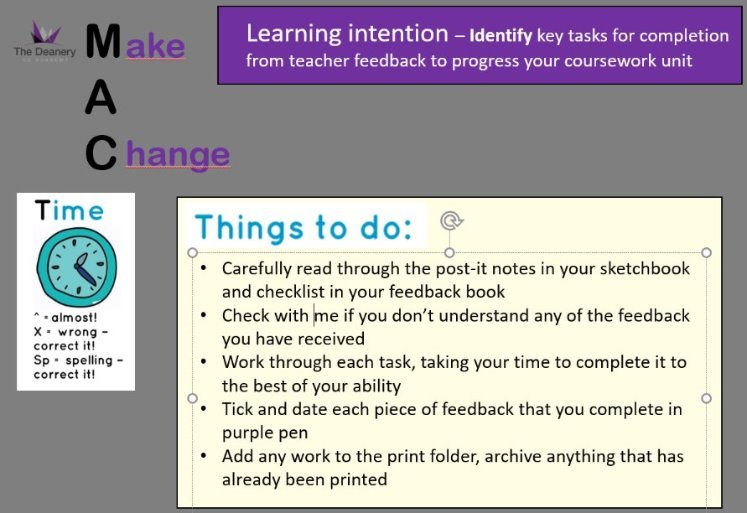 The Deanery
CE ACADEMY
Make
A
Change
Learning intention – Identify key tasks for completion
from teacher feedback to progress your coursework unit
Time
^ = almost!
X = wrong –
correct it!
Sp = spelling –
correct it!
Things to do:
• Carefully read through the post-it notes in your sketchbook
and checklist in your feedback book
• Check with me if you don’t understand any of the feedback
you have received
• Work through each task, taking your time to complete it to
the best of your ability
• Tick and date each piece of feedback that you complete in
purple pen
• Add any work to the print folder, archive anything that has
already been printed